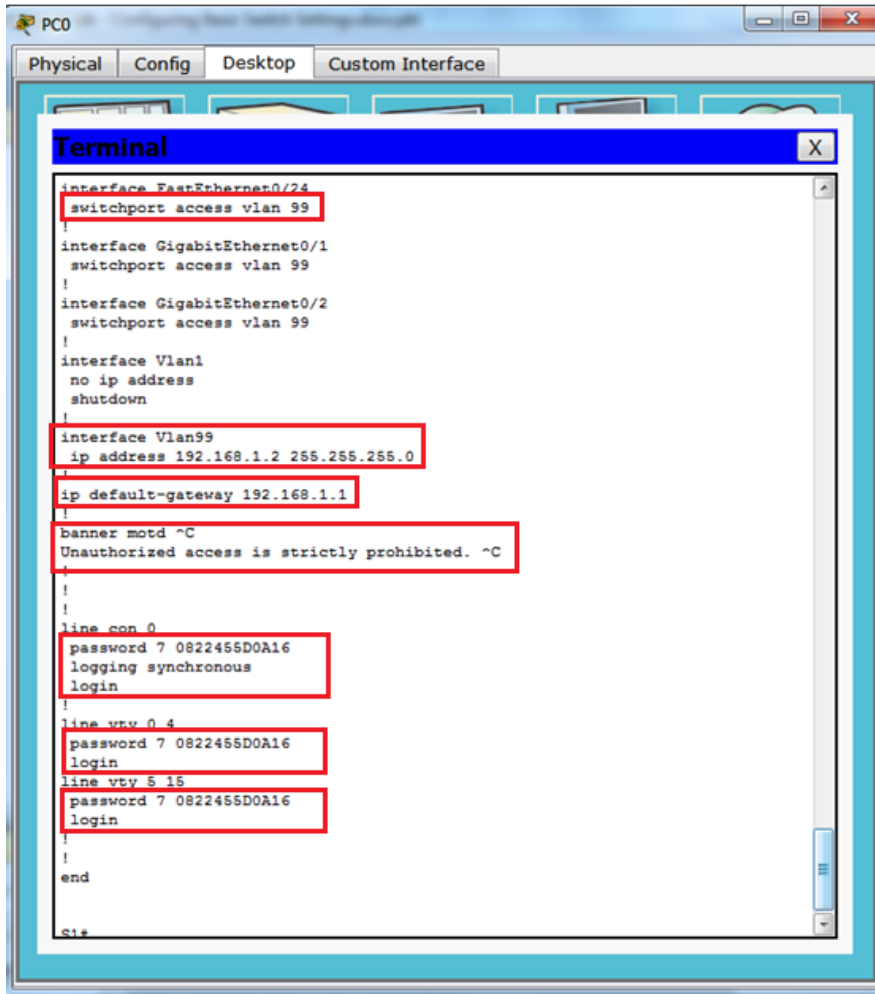 PC0
Physical Config Desktop Custom Interface
Terminal
X
interface FastEthernet0/24
switchport access vlan 99
!
interface GigabitEthernet0/1
switchport access vlan 99
!
interface GigabitEthernet0/2
switchport access vlan 99
!
interface Vlan1
no ip address
shutdown
!
interface Vlan99
ip address 192.168.1.2 255.255.255.0
!
ip default-gateway 192.168.1.1
!
banner motd ^C
Unauthorized access is strictly prohibited. ^C
!
!
!
line con 0
password 7 0822455D0A16
logging synchronous
login
!
line vty 0 4
password 7 0822455D0A16
login
line vty 5 15
password 7 0822455D0A16
login
!
!
end
S1#